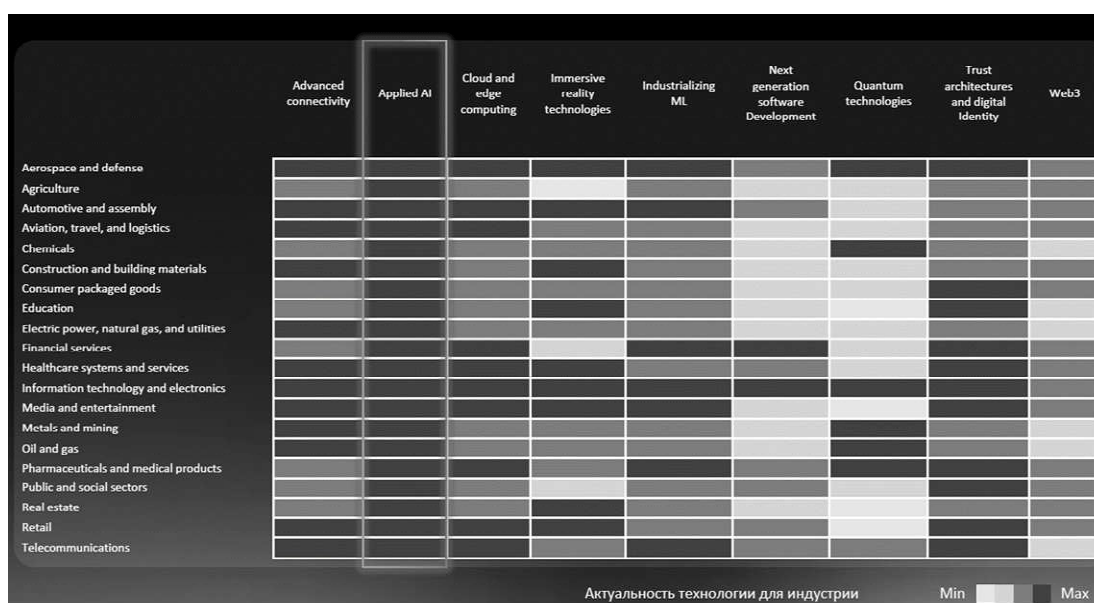 Advanced
connectivity
Applied AI
Cloud and
edge
computing
Immersive
reality
technologies
Industrializing
ML
Next
generation
software
Development
Quantum
technologies
Trust
architectures
and digital
Identity
Web3
Aerospace and defense
Agriculture
Automotive and assembly
Aviation, travel, and logistics
Chemicals
Construction and building materials
Consumer packaged goods
Education
Electric power, natural gas, and utilities
Financial services
Healthcare systems and services
Information technology and electronics
Media and entertainment
Metals and mining
Oil and gas
Pharmaceuticals and medical products
Public and social sectors
Real estate
Retail
Telecommunications
Актуальность технологии для индустрии Min Max